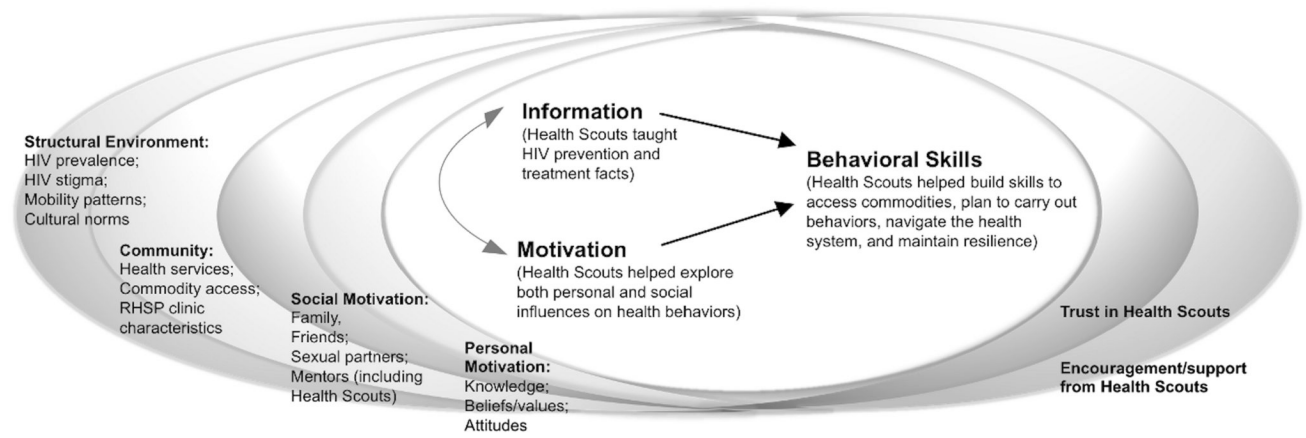 Structural Environment:
HIV prevalence;
HIV stigma;
Mobility patterns;
Cultural norms
Community:
Health services;
Commodity access;
RHSP clinic
characteristics
Social Motivation:
Family,
Friends;
Sexual partners;
Mentors (including
Health Scouts)
Personal
Motivation:
Knowledge;
Beliefs/values;
Attitudes
Information
(Health Scouts taught
HIV prevention and
treatment facts)
Motivation
(Health Scouts helped explore
both personal and social
influences on health behaviors)
Behavioral Skills
(Health Scouts helped build skills to
access commodities, plan to carry out
behaviors, navigate the health
system, and maintain resilience)
Trust in Health Scouts
Encouragement/support
from Health Scouts